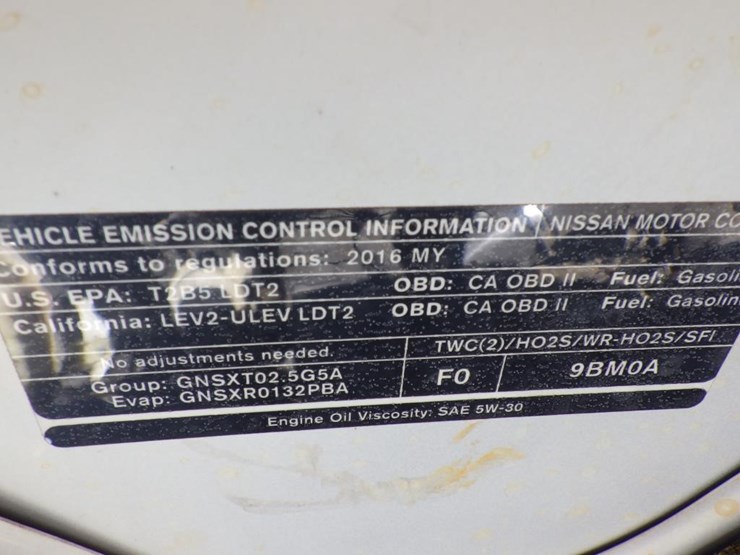 EHICLE EMISSION CONTROL INFORMATION NISSAN MOTOR CO
Conforms to regulations: 2016 MY
U.S. EPA: T2B5 LDT2 OBD: CA OBD II Fuel: Gasolin
California: LEV2-ULEV LDT2 OBD: CA OBD II Fuel: Gasolin
No adjustments needed. TWC(2)/HO2S/WR-HO2S/SFI
Group: GNSXT02.5G5A F0 9BM0A
Evap: GNSXR0132PBA
Engine Oil Viscosity: SAE 5W-30